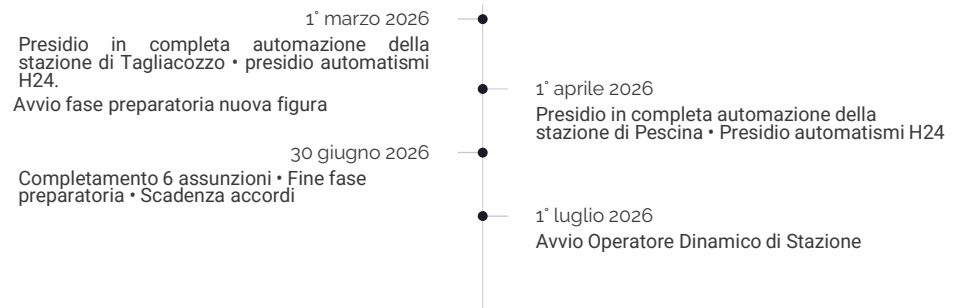 1° marzo 2026
Presidio in completa automazione della
stazione di Tagliacozzo • presidio automatismi
H24.
Avvio fase preparatoria nuova figura
1° aprile 2026
Presidio in completa automazione della
stazione di Pescina • Presidio automatismi H24
30 giugno 2026
Completamento 6 assunzioni • Fine fase
preparatoria • Scadenza accordi
1° luglio 2026
Avvio Operatore Dinamico di Stazione